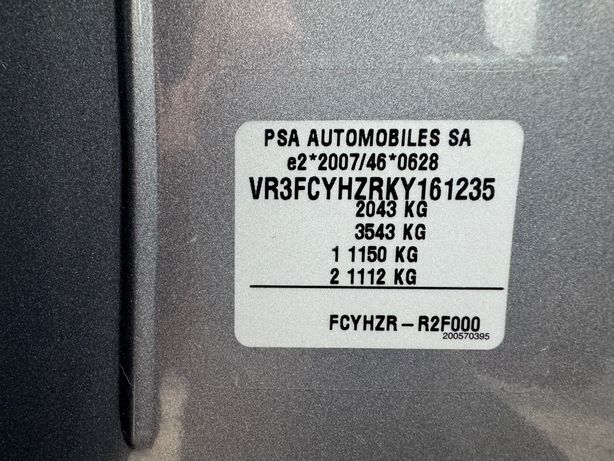 PSA AUTOMOBILES SA
e2*2007/46*0628
VR3FCYHZRKY161235
2043 KG
3543 KG
1 1150 KG
2 1112 KG
FCYHZR-R2F000
200570395